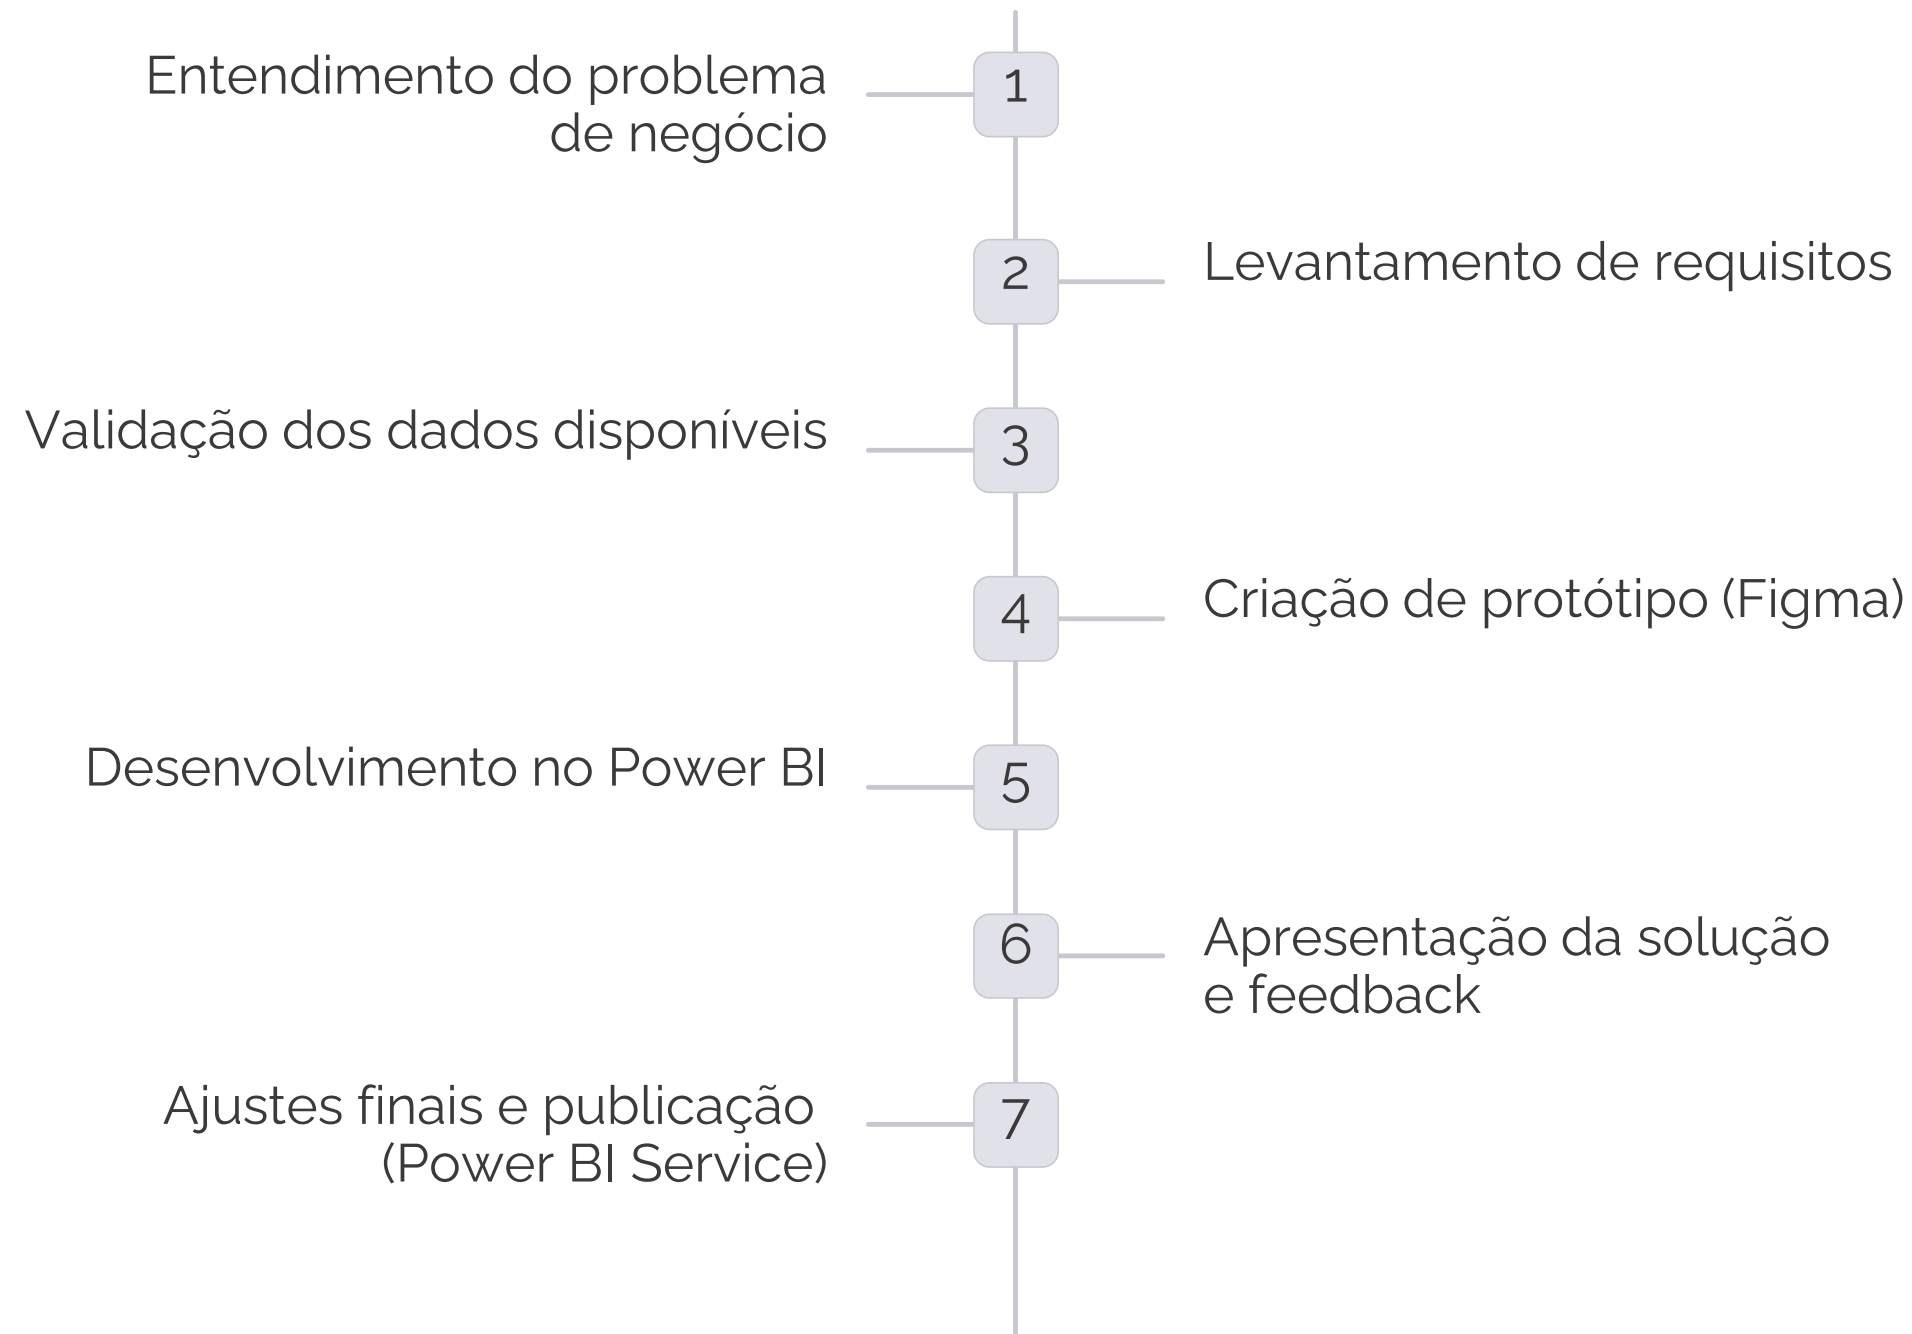 Entendimento do problema
de negócio
1
2
Levantamento de requisitos
Validação dos dados disponíveis
3
4
Criação de protótipo (Figma)
Desenvolvimento no Power BI
5
6
Apresentação da solução
e feedback
Ajustes finais e publicação
(Power BI Service)
7